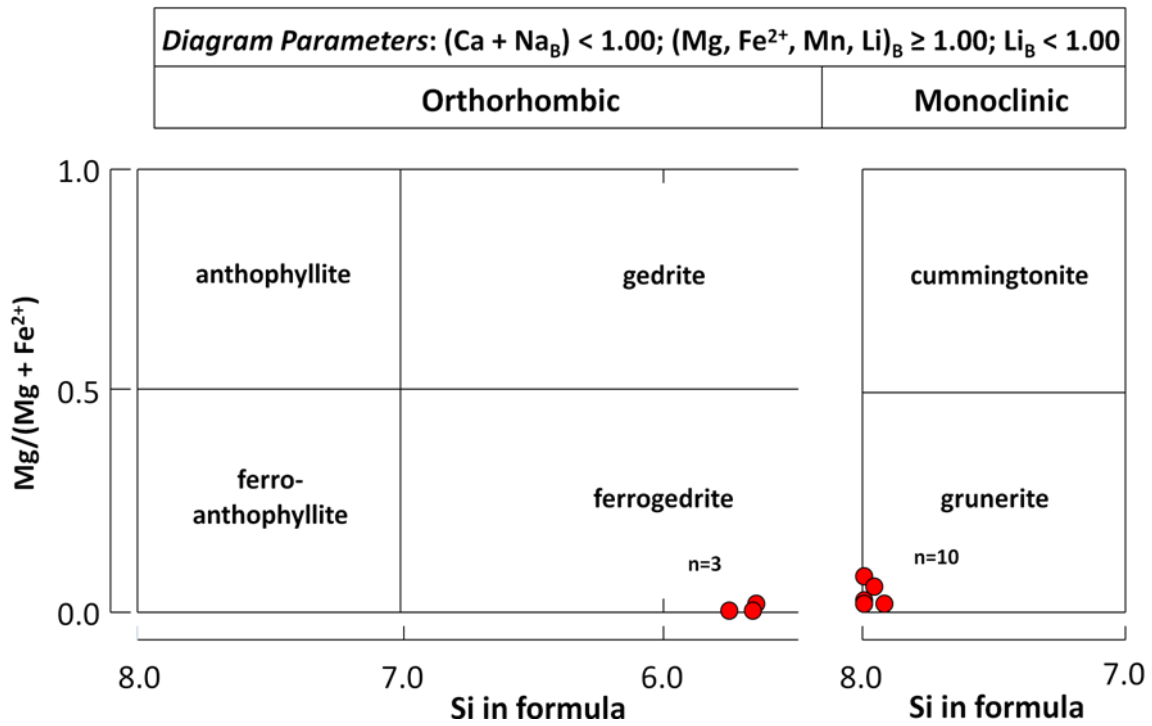 Diagram Parameters: (Ca + NaB) < 1.00; (Mg, Fe2+, Mn, Li)B ≥ 1.00; LiB < 1.00
Orthorhombic
Monoclinic
1.0
0.5
0.0
Mg/(Mg + Fe2+)
anthophyllite
gedrite
cummingtonite
ferro-
anthophyllite
ferrogedrite
grunerite
n=3
n=10
8.0
7.0
6.0
8.0
7.0
Si in formula
Si in formula